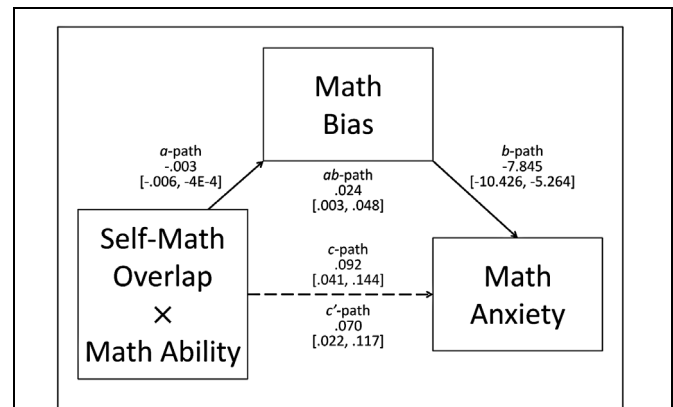 Math
Bias
a-path
-.003
[-.006, -4E-4]
b-path
-7.845
[-10.426, -5.264]
ab-path
.024
[.003, .048]
Self-Math
Overlap
×
Math Ability
c-path
.092
[.041, .144]
c'-path
.070
[.022, .117]
Math
Anxiety